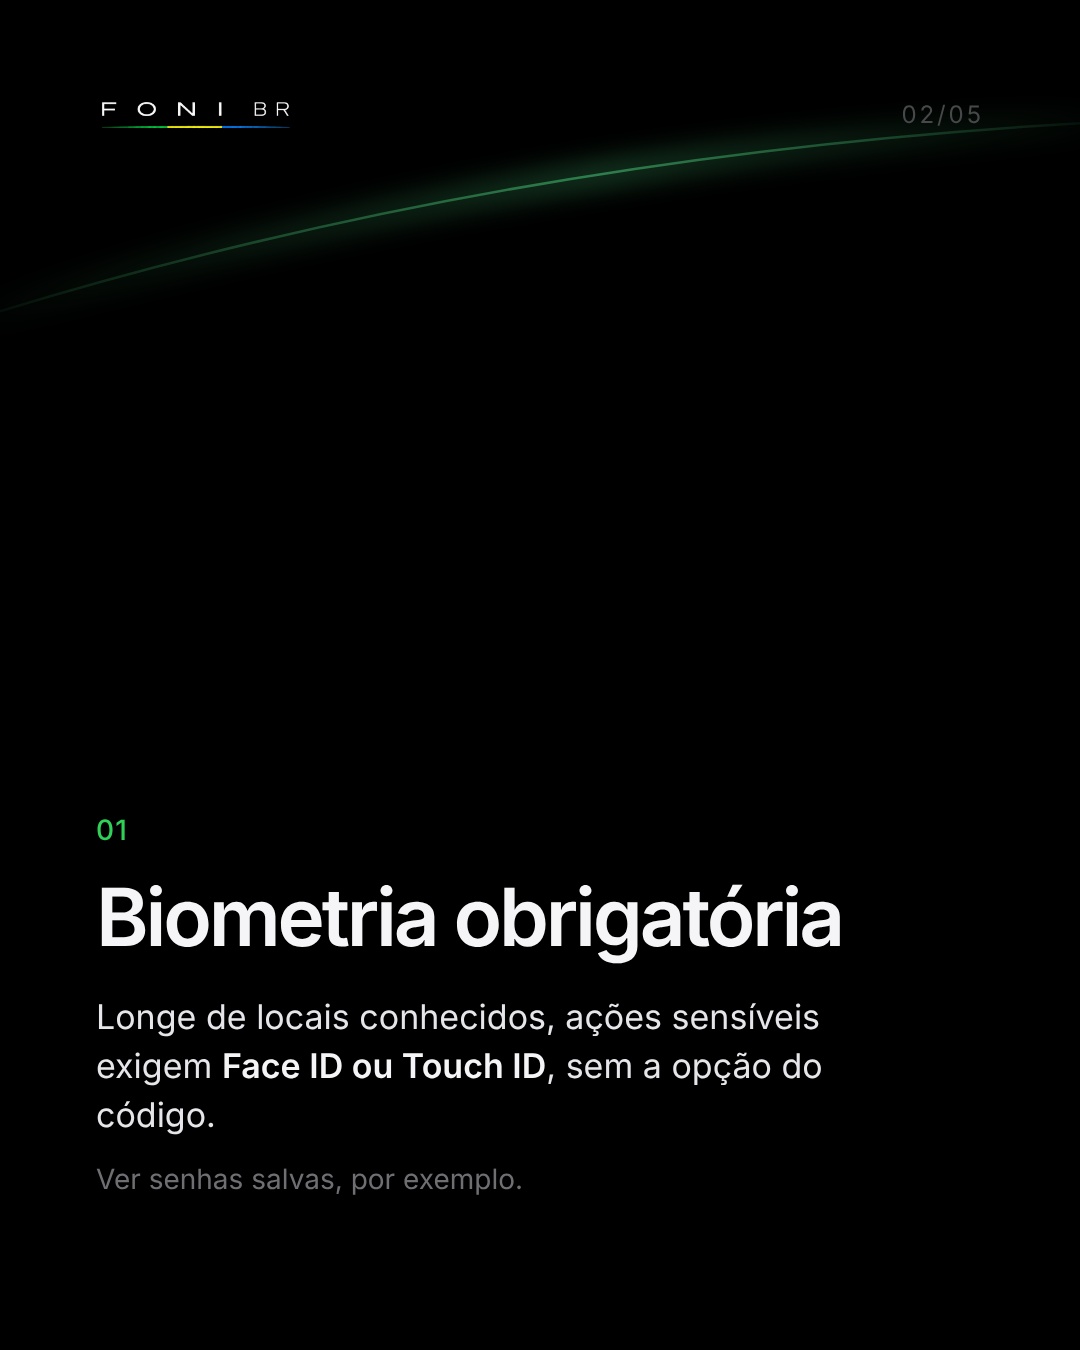 FONI BR
02/05
01
Biometria obrigatória
Longe de locais conhecidos, ações sensíveis
exigem Face ID ou Touch ID, sem a opção do
código.
Ver senhas salvas, por exemplo.